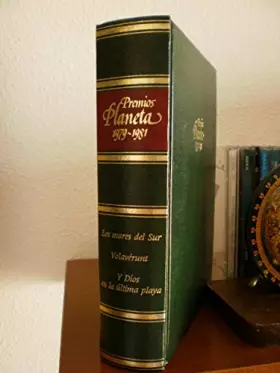 Premios
Planeta
1979-1981
Los mares del Sur
Volavérunt
Y Dios
en la última playa